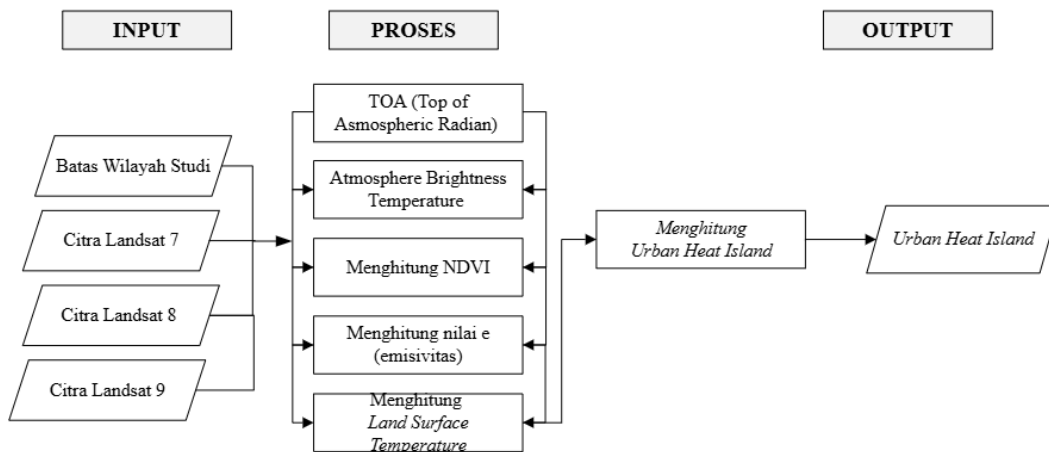 INPUT
PROSES
OUTPUT
Batas Wilayah Studi
Citra Landsat 7
Citra Landsat 8
Citra Landsat 9
TOA (Top of
Asmospheric Radian)
Atmosphere Brightness
Temperature
Menghitung NDVI
Menghitung nilai e
(emisivitas)
Menghitung
Land Surface
Temperature
Menghitung
Urban Heat Island
Urban Heat Island